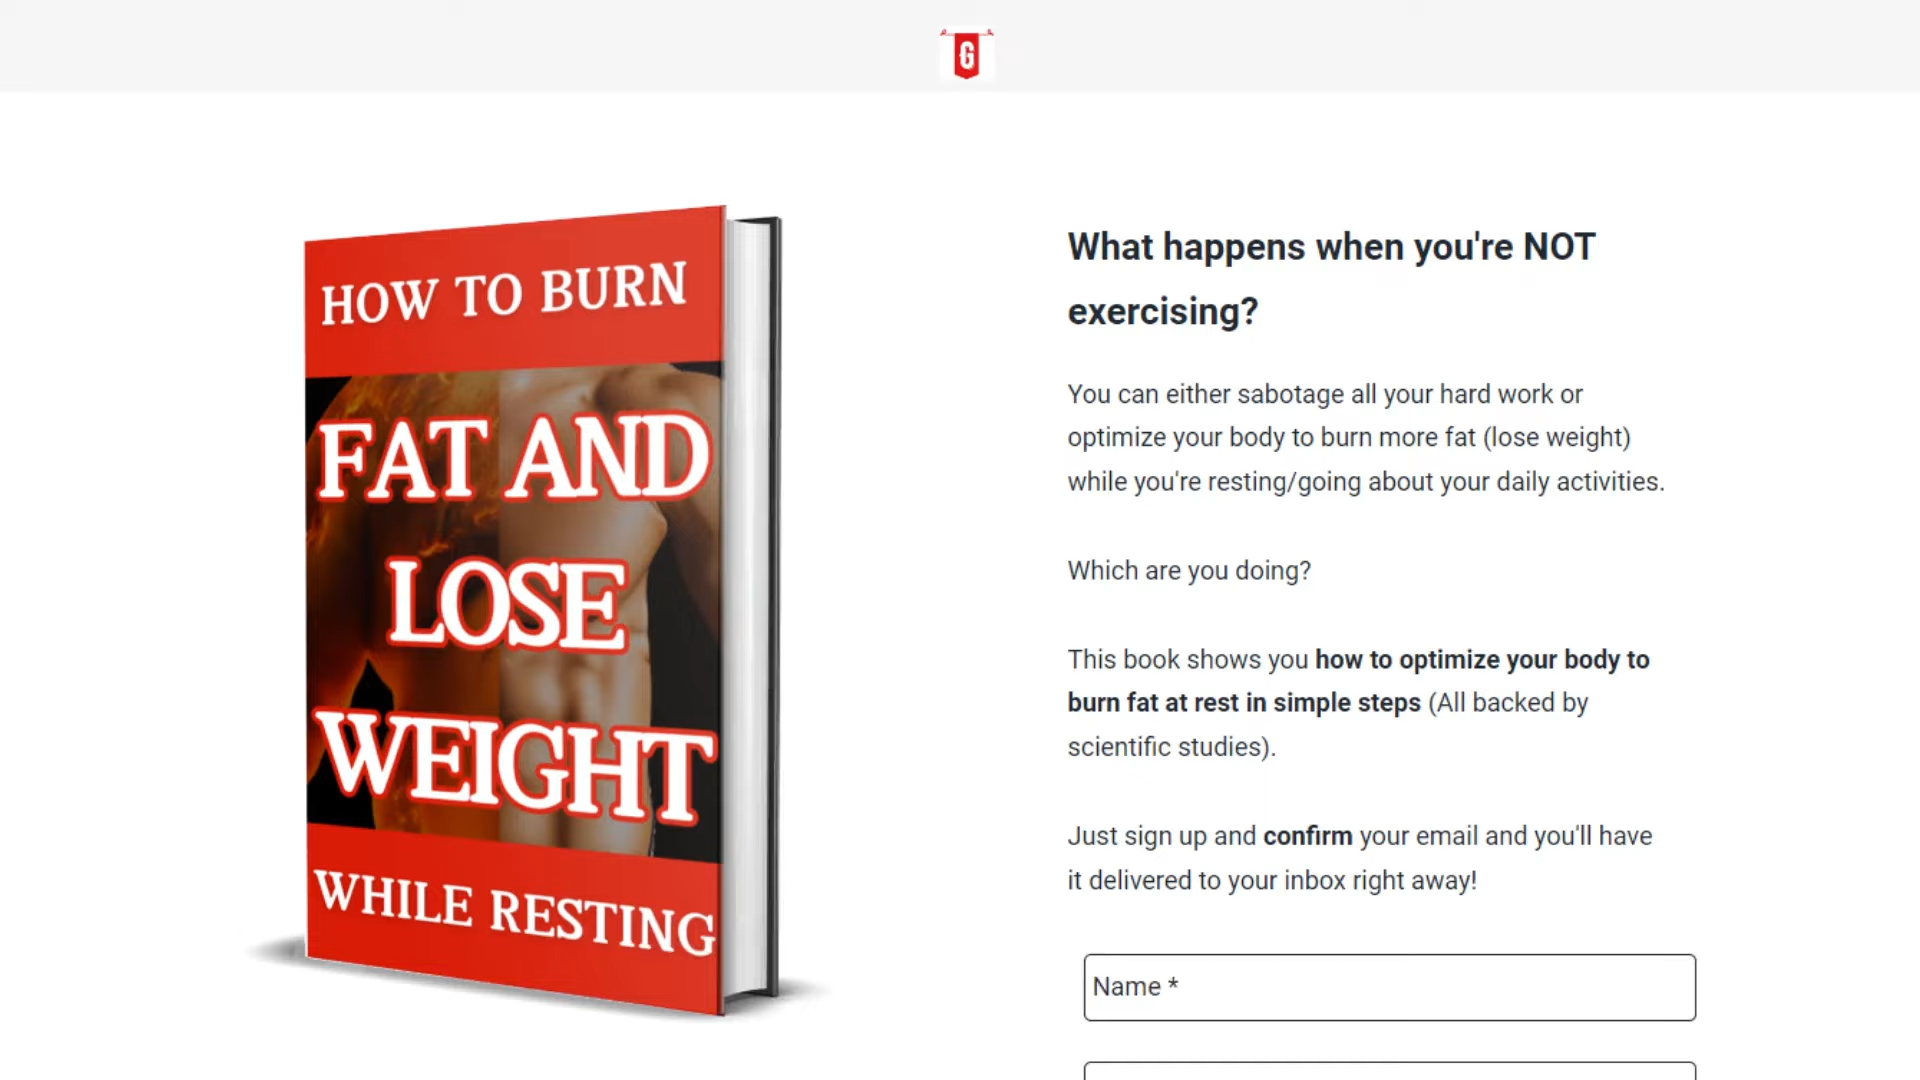 G
HOW TO BURN
FAT AND
LOSE
WEIGHT
WHILE RESTING
What happens when you're NOT
exercising?
You can either sabotage all your hard work or
optimize your body to burn more fat (lose weight)
while you're resting/going about your daily activities.
Which are you doing?
This book shows you how to optimize your body to
burn fat at rest in simple steps (All backed by
scientific studies).
Just sign up and confirm your email and you'll have
it delivered to your inbox right away!
Name *